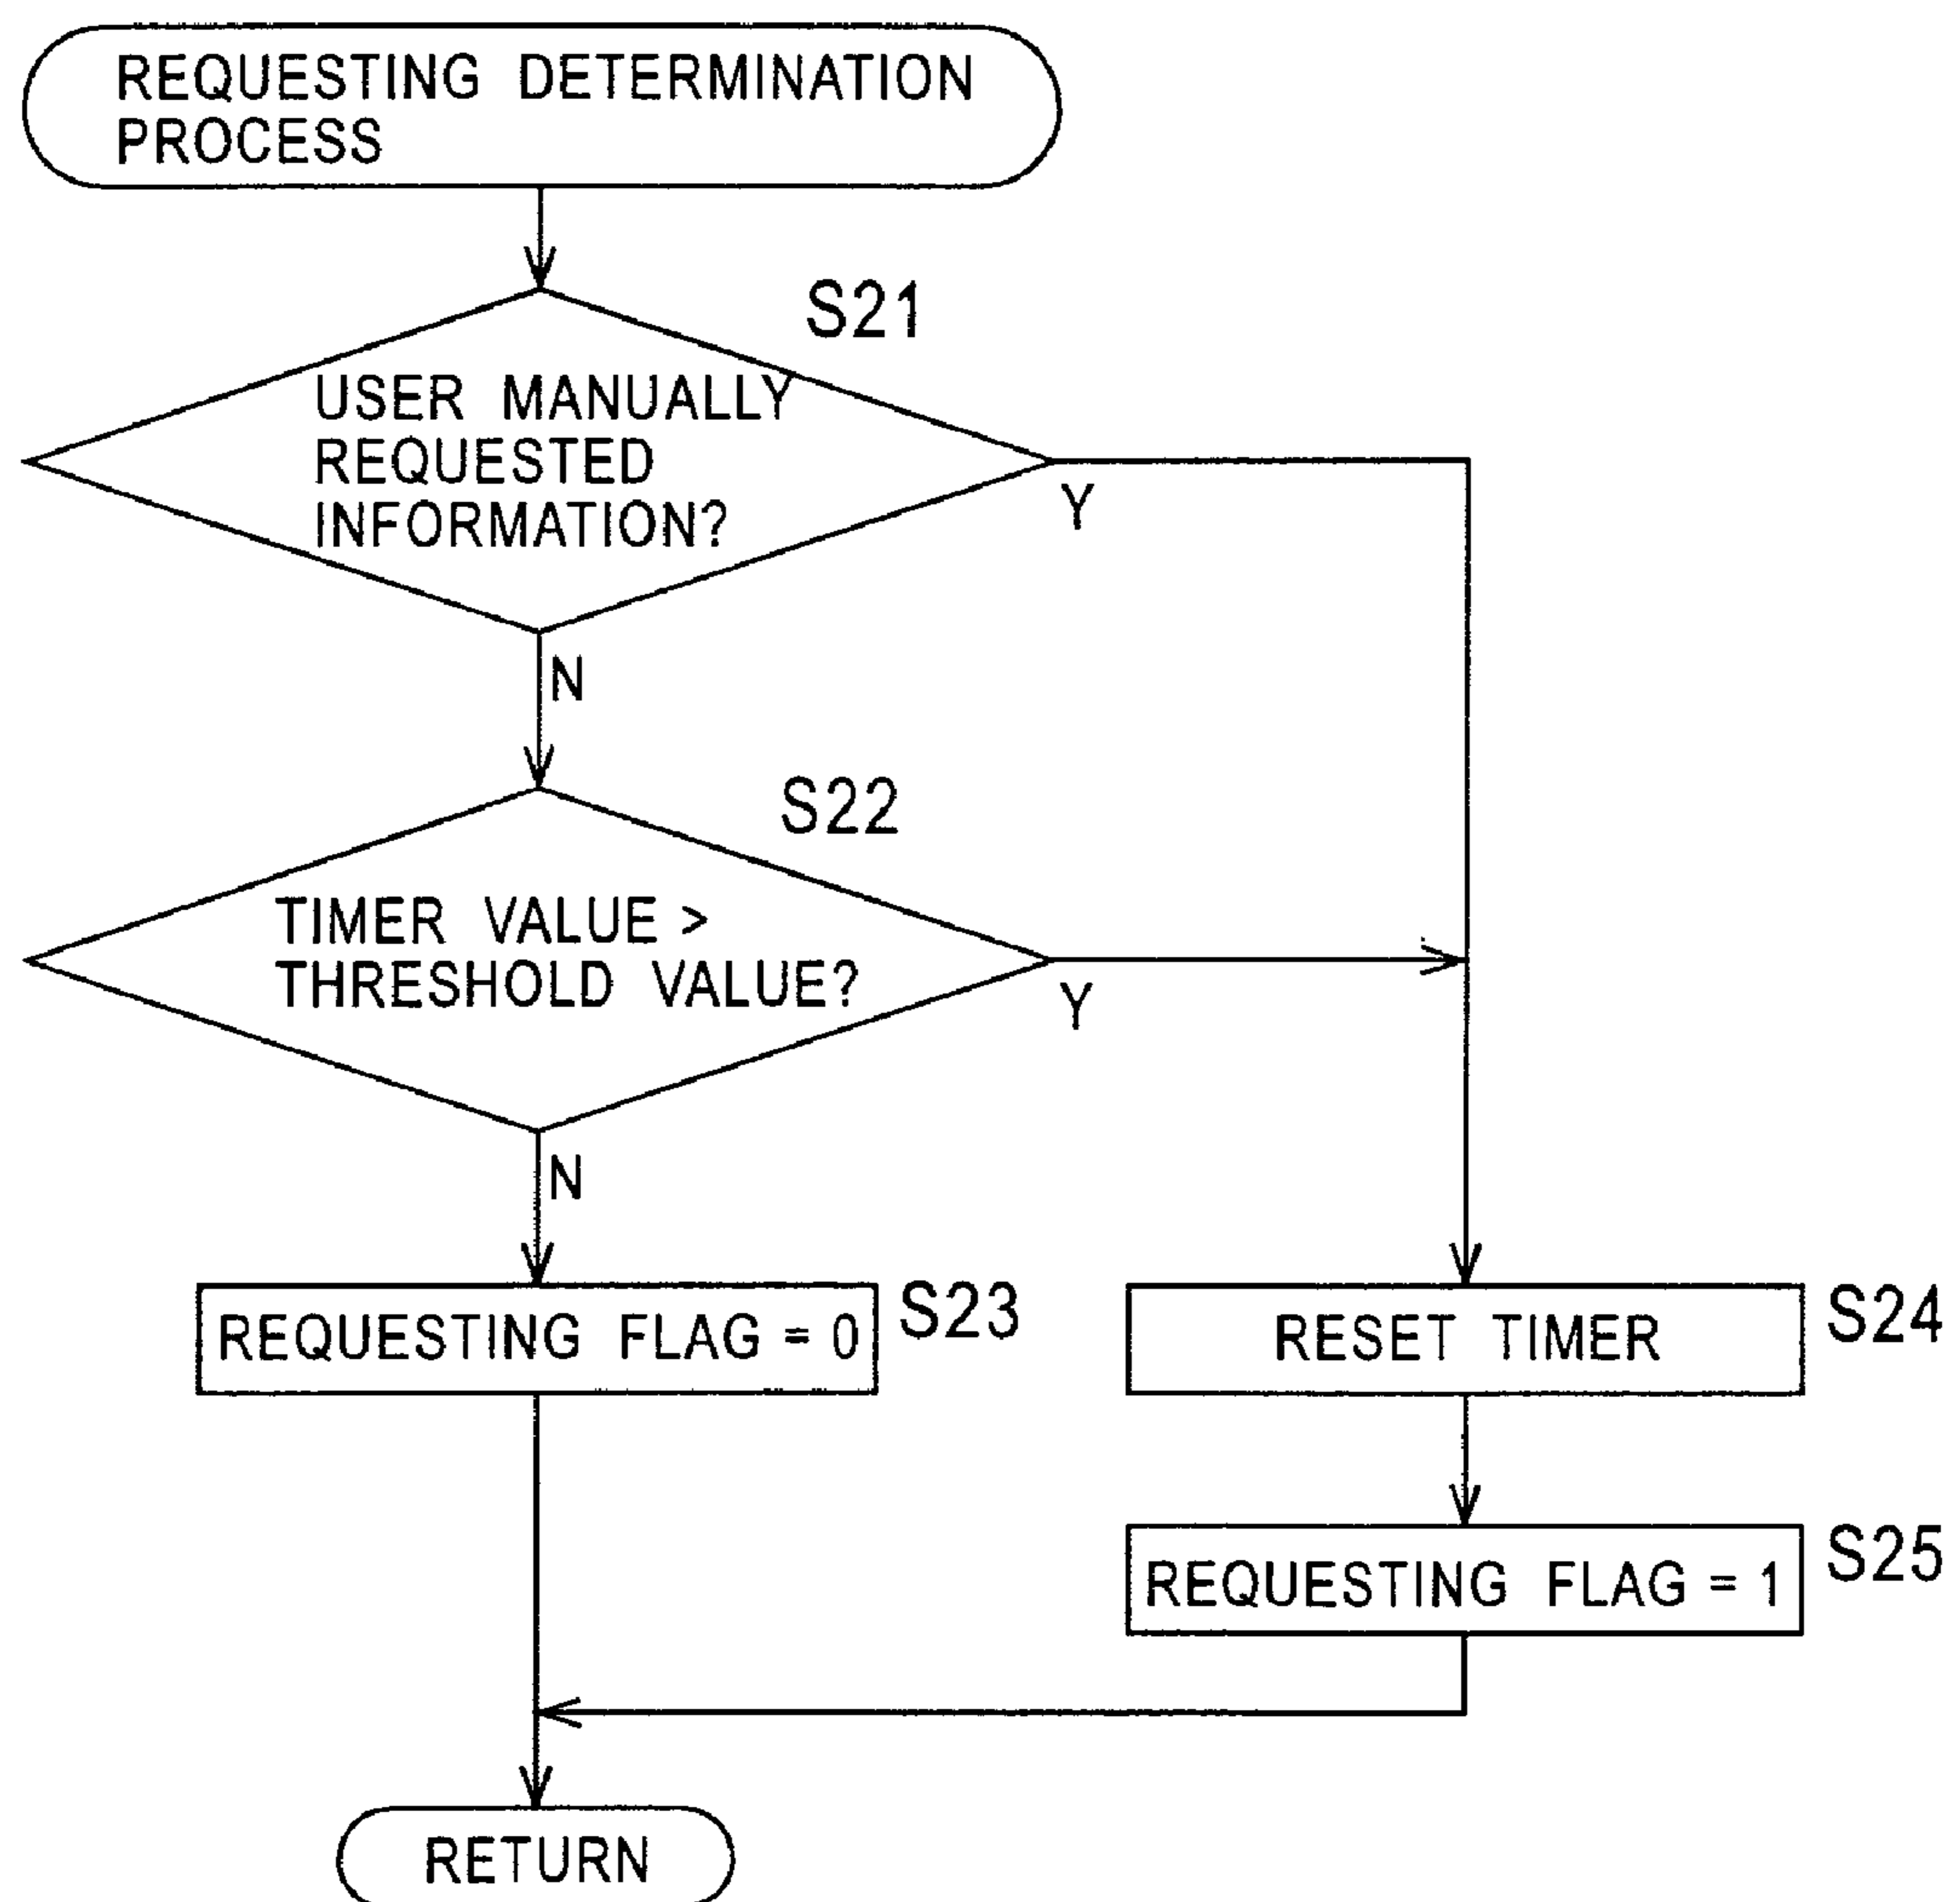 REQUESTING DETERMINATION
PROCESS
S21
USER MANUALLY
REQUESTED
INFORMATION?
Y
N
S22
TIMER VALUE >
THRESHOLD VALUE?
Y
N
REQUESTING FLAG = 0
S23
RESET TIMER
S24
REQUESTING FLAG = 1
S25
RETURN